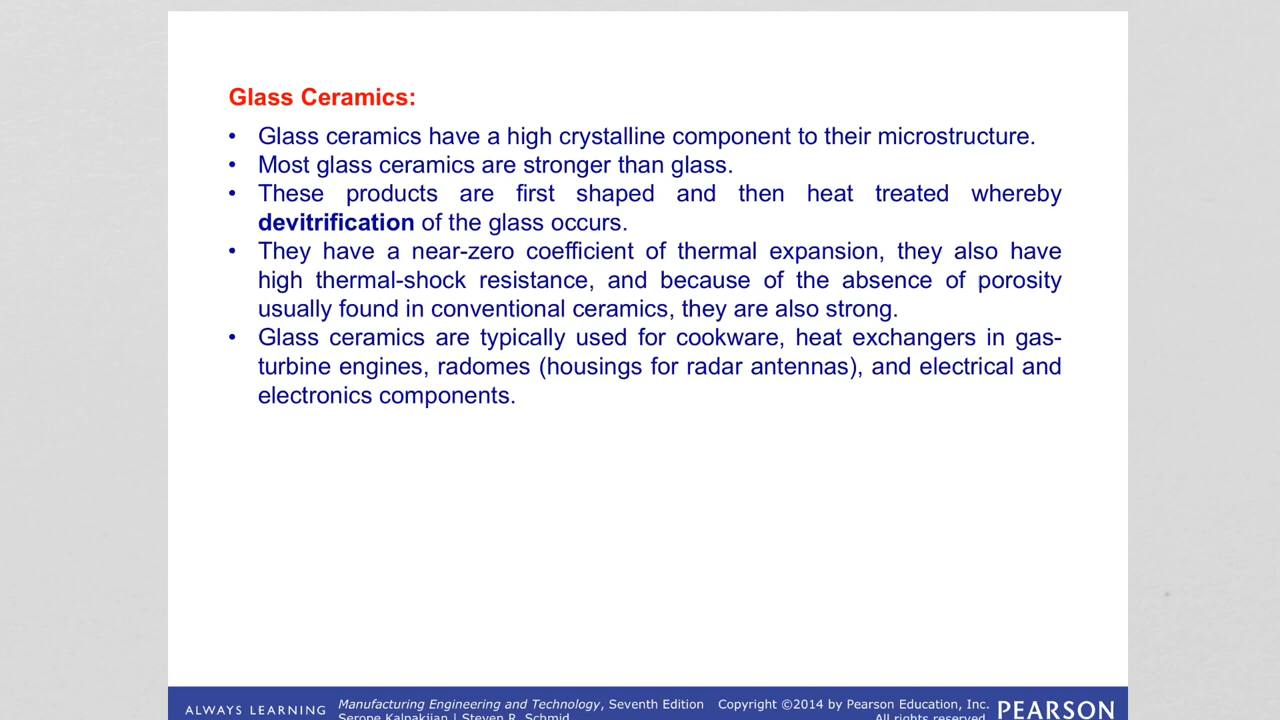 Glass Ceramics:
• Glass ceramics have a high crystalline component to their microstructure.
• Most glass ceramics are stronger than glass.
• These products are first shaped and then heat treated whereby
devitrification of the glass occurs.
• They have a near-zero coefficient of thermal expansion, they also have
high thermal-shock resistance, and because of the absence of porosity
usually found in conventional ceramics, they are also strong.
• Glass ceramics are typically used for cookware, heat exchangers in gas-
turbine engines, radomes (housings for radar antennas), and electrical and
electronics components.
ALWAYS LEARNING
Manufacturing Engineering and Technology, Seventh Edition
Serope Kalpakjian | Steven R. Schmid
Copyright ©2014 by Pearson Education, Inc.
All rights reserved.
PEARSON